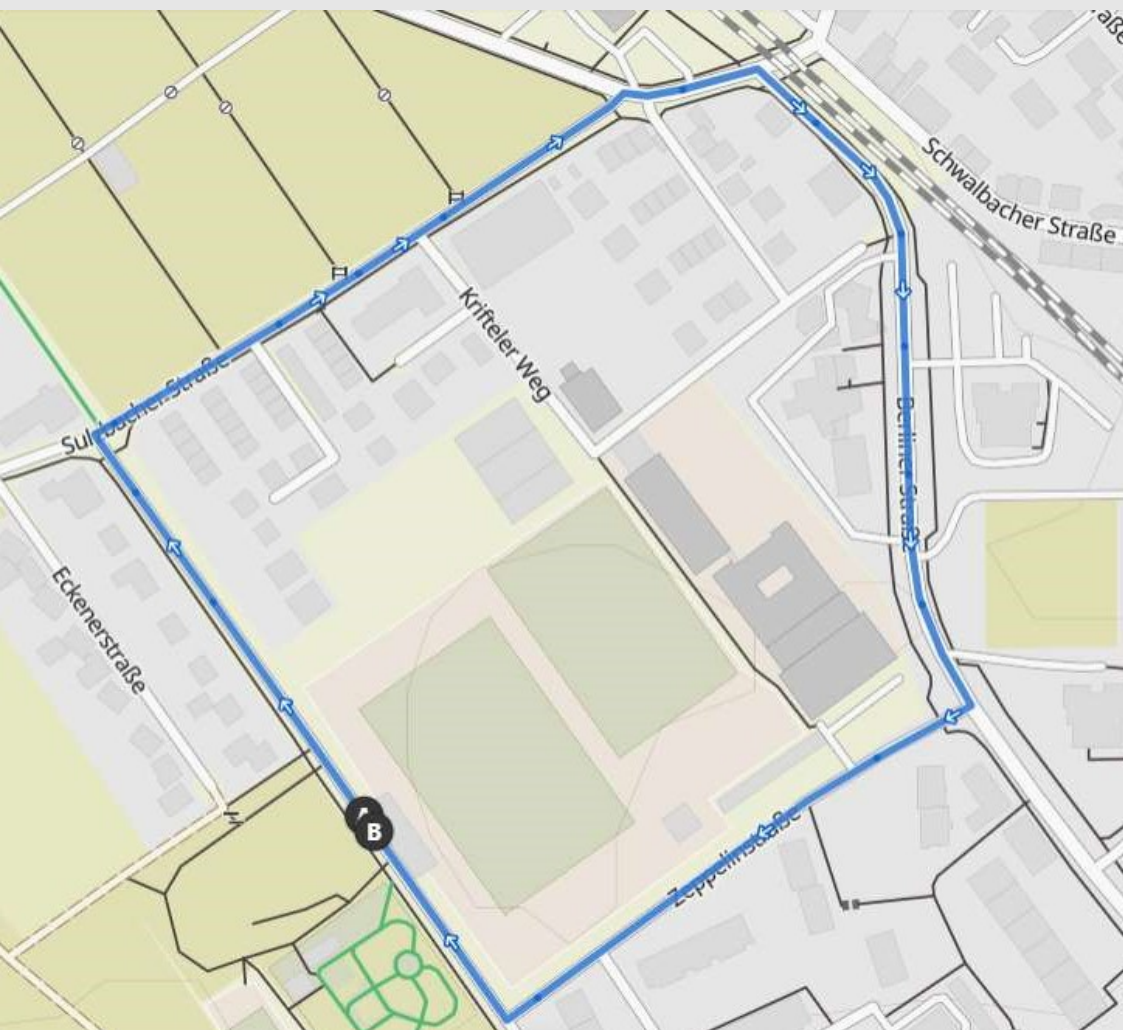 Schwalbacher Straße
Krifteler Weg
Sulzbacher Straße
Berliner Straße
Eckenerstraße
A
B
Zeppelinstraße